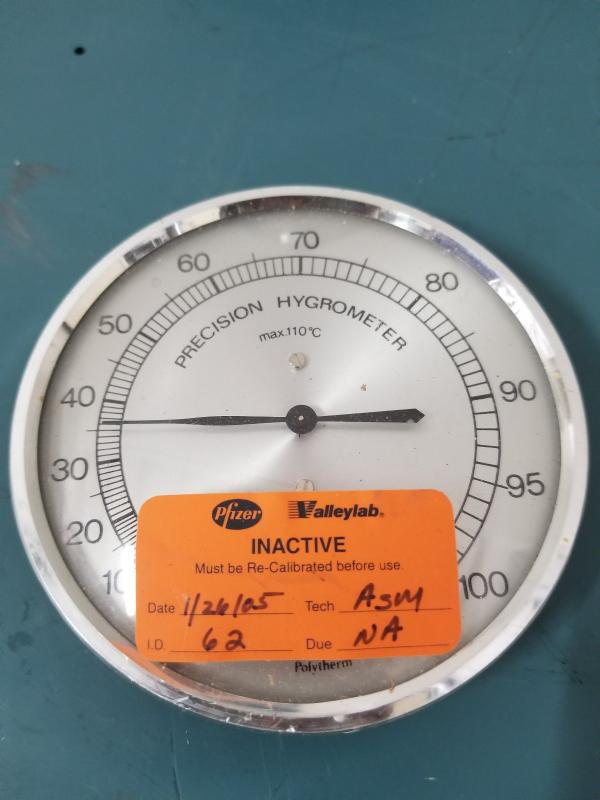 70
60
80
50
PRECISION HYGROMETER
max.110°C
40
90
30
95
20
10
100
Pfizer Valleylab®
INACTIVE
Must be Re-Calibrated before use.
Date 1/26/05 Tech ASM
I.D. 62 Due NA
Polytherm